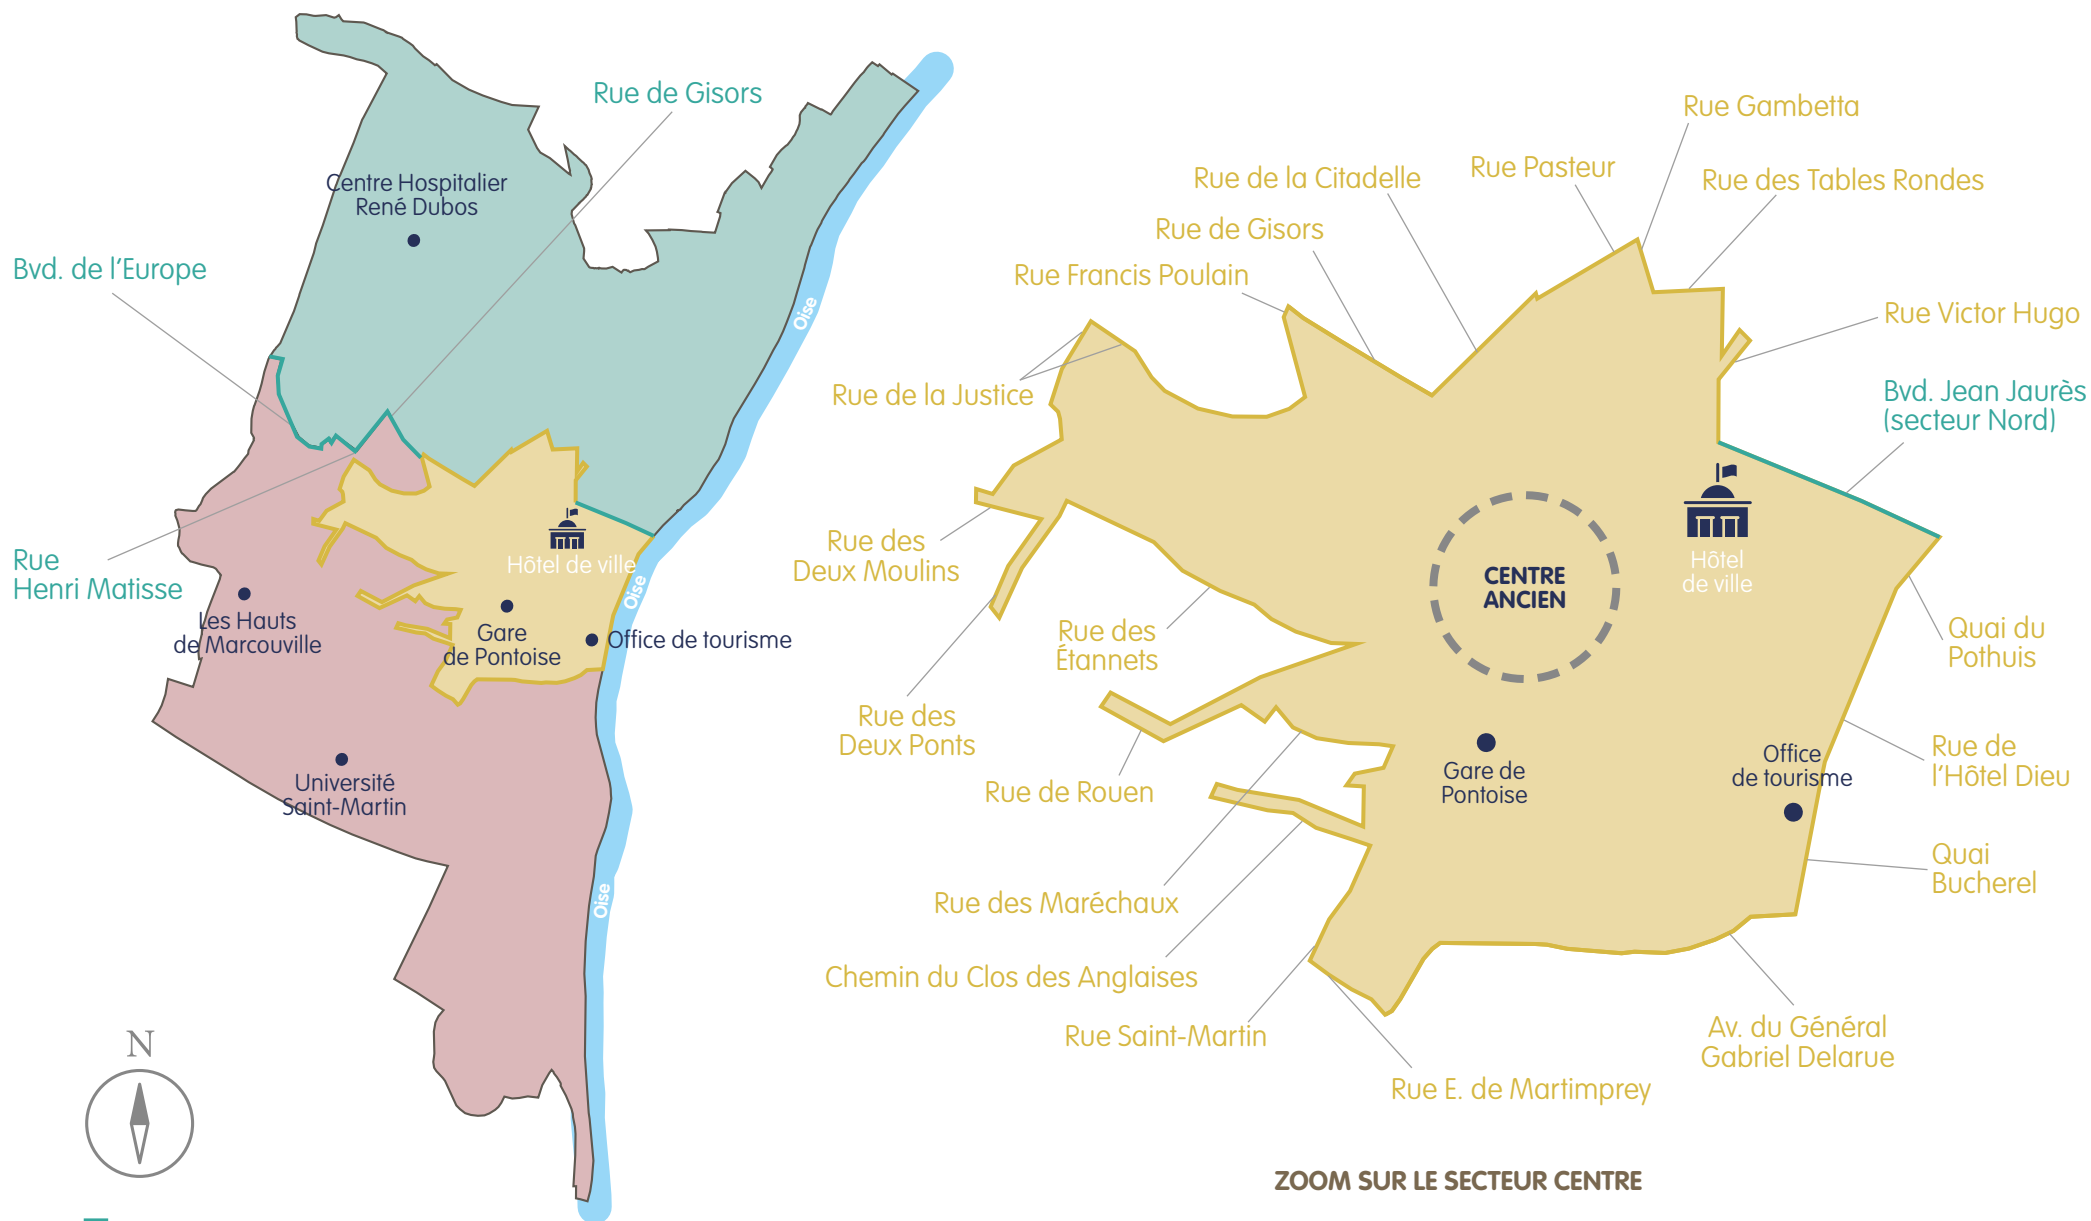 Rue de Gisors
Centre Hospitalier
René Dubos
Bvd. de l'Europe
Oise
Rue
Henri Matisse
Hôtel de ville
Oise
Les Hauts
de Marcouville
Gare
de Pontoise
Office de tourisme
Université
Saint-Martin
Oise
N
Rue Gambetta
Rue Pasteur
Rue de la Citadelle
Rue des Tables Rondes
Rue de Gisors
Rue Francis Poulain
Rue Victor Hugo
Rue de la Justice
Bvd. Jean Jaurès
(secteur Nord)
Rue des
Deux Moulins
CENTRE
ANCIEN
Hôtel
de ville
Rue des
Étannets
Quai du
Pothuis
Rue des
Deux Ponts
Rue de Rouen
Gare de
Pontoise
Office
de tourisme
Rue de
l'Hôtel Dieu
Quai
Bucherel
Rue des Maréchaux
Chemin du Clos des Anglaises
Rue Saint-Martin
Av. du Général
Gabriel Delarue
Rue E. de Martimprey
ZOOM SUR LE SECTEUR CENTRE